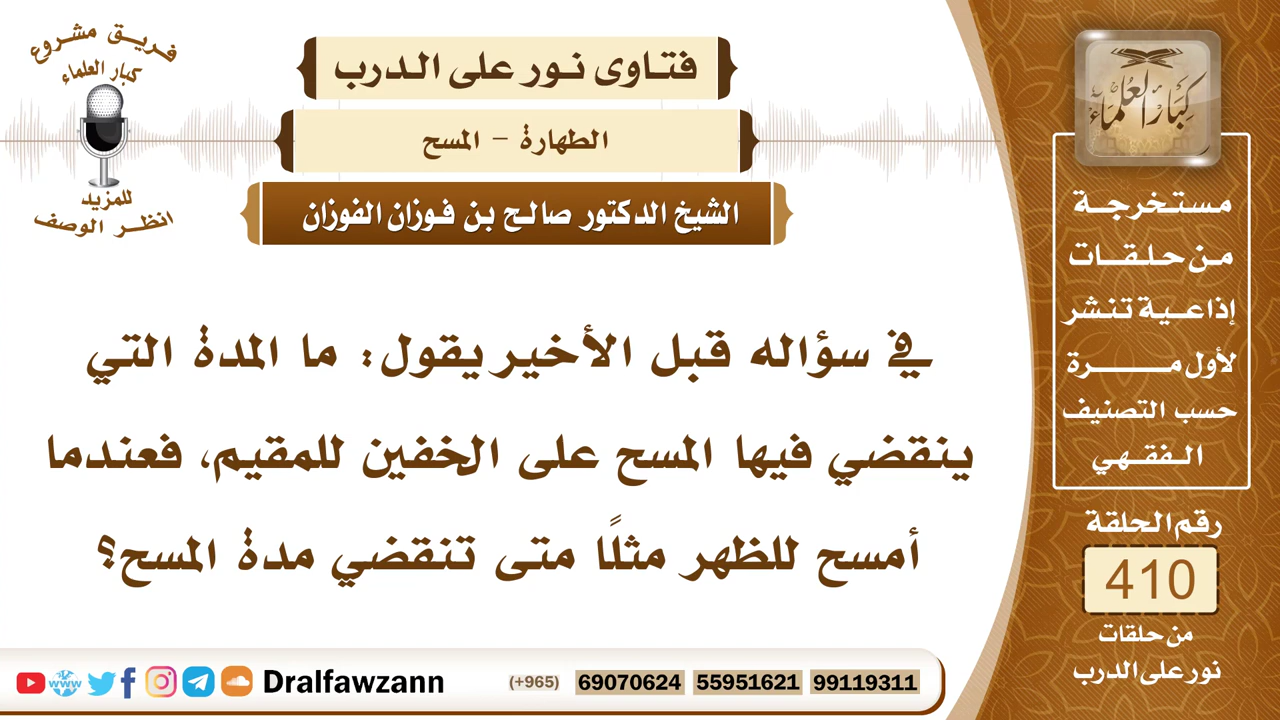 فريق مشروع
كبار العلماء
للمزيد
انظر الوصف
فتاوى نور على الدرب
الطهارة - المسح
الشيخ الدكتور صالح بن فوزان الفوزان
في سؤاله قبل الأخير يقول: ما المدة التي
ينقضي فيها المسح على الخفين للمقيم، فعندما
أمسح للظهر مثلًا متى تنقضي مدة المسح؟
كبار العلماء
مستخرجة
من حلقات
إذاعية تنشر
لأول مرة
حسب التصنيف
الفقهي
رقم الحلقة
410
من حلقات
نور على الدرب
www Dralfawzann (+965) 69070624 55951621 99119311